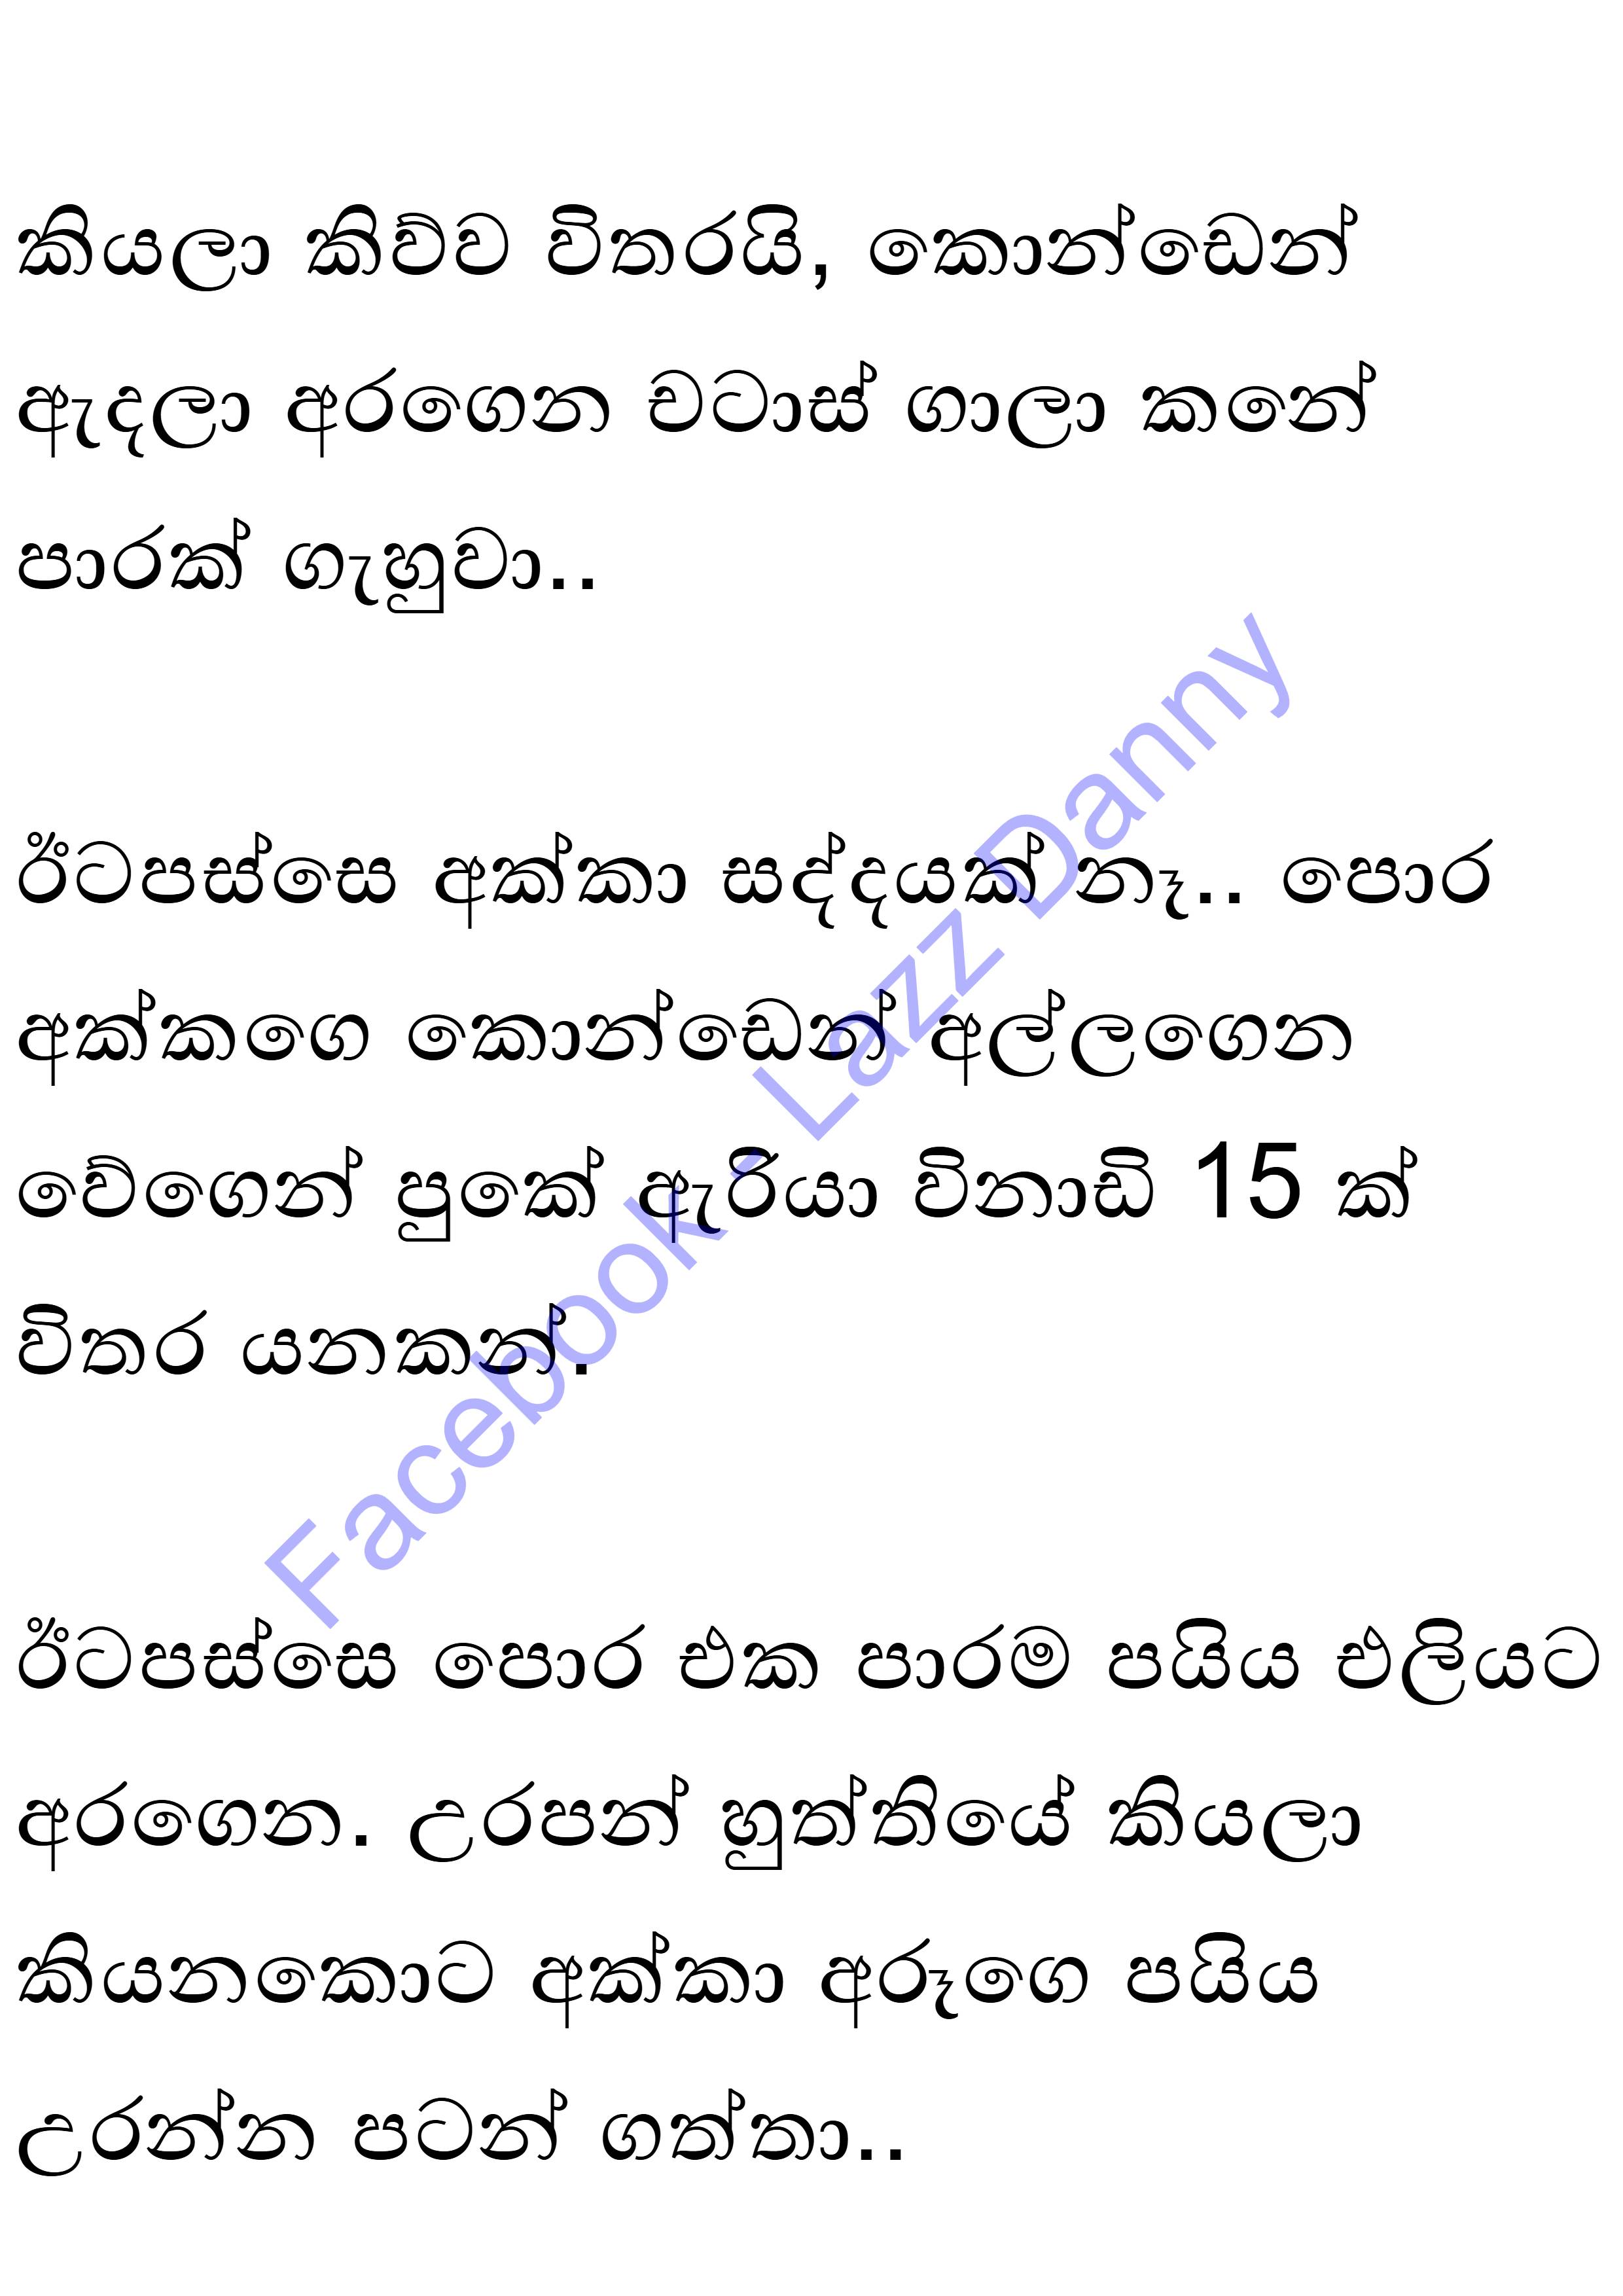 කියලා කිව්ව විතරයි, කොන්ඩෙන්
ඇදලා අරගෙන චටාස් ගාලා කනේ
පාරක් ගැහුවා..
ඊටපස්සෙ අක්කා සද්දයක් නෑ.. පොර
අක්කගෙ කොන්ඩෙන් අල්ලගෙන
වේගෙන් පුකේ ඇරියා විනාඩි 15 ක්
විතර යනකන්.
ඊටපස්සෙ පොර එක පාරම පයිය එලියට
අරගෙන. උරපන් හුත්තියේ කියලා
කියනකොට අක්කා අරූගෙ පයිය
උරන්න පටන් ගත්තා..
Facebook - Lazz Danny